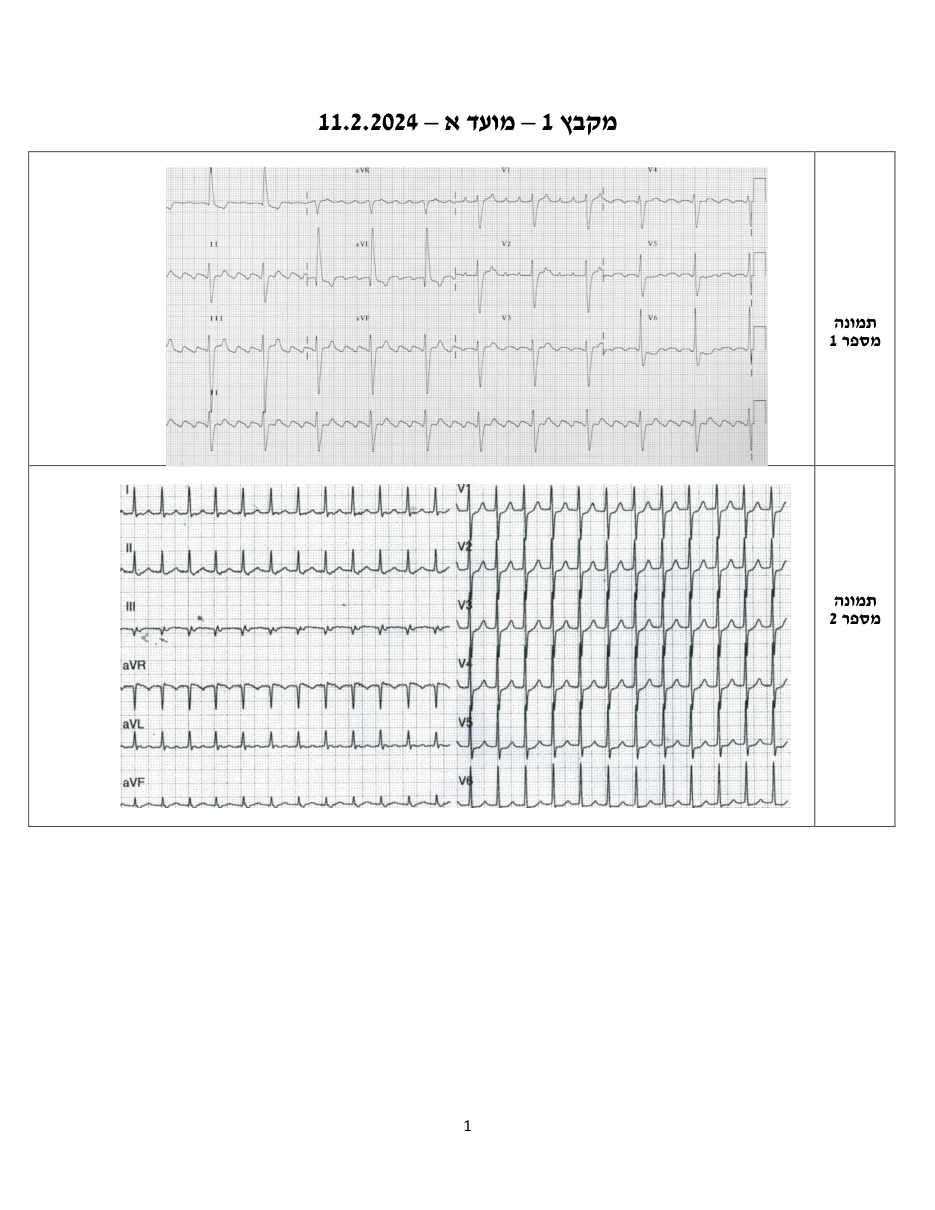 מקבץ 1 – מועד א – 11.2.2024
תמונה
מספר 1
I aVR V1 V4
II aVL V2 V5
III aVF V3 V6
II
תמונה
מספר 2
I V1
II V2
III V3
aVR V4
aVL V5
aVF V6
1